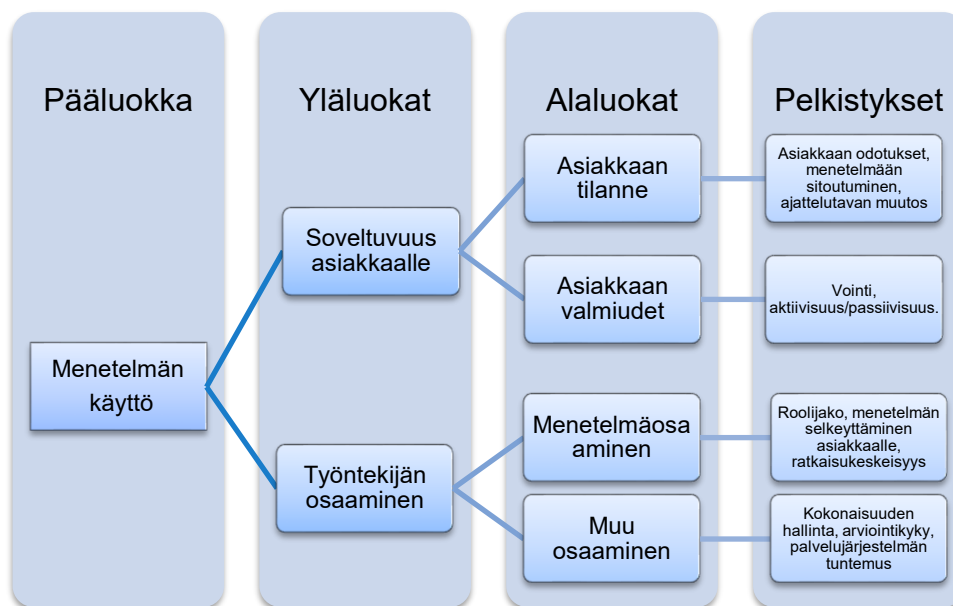 Pääluokka
Yläluokat
Alaluokat
Pelkistykset
Menetelmän
käyttö
Soveltuvuus
asiakkaalle
Työntekijän
osaaminen
Asiakkaan
tilanne
Asiakkaan
valmiudet
Menetelmäosa
aminen
Muu
osaaminen
Asiakkaan odotukset,
menetelmään
sitoutuminen,
ajattelutavan muutos
Vointi,
aktiivisuus/passiivisuus.
Roolijako, menetelmän
selkeyttäminen
asiakkaalle,
ratkaisukeskeisyys
Kokonaisuuden
hallinta, arviointikyky,
palvelujärjestelmän
tuntemus